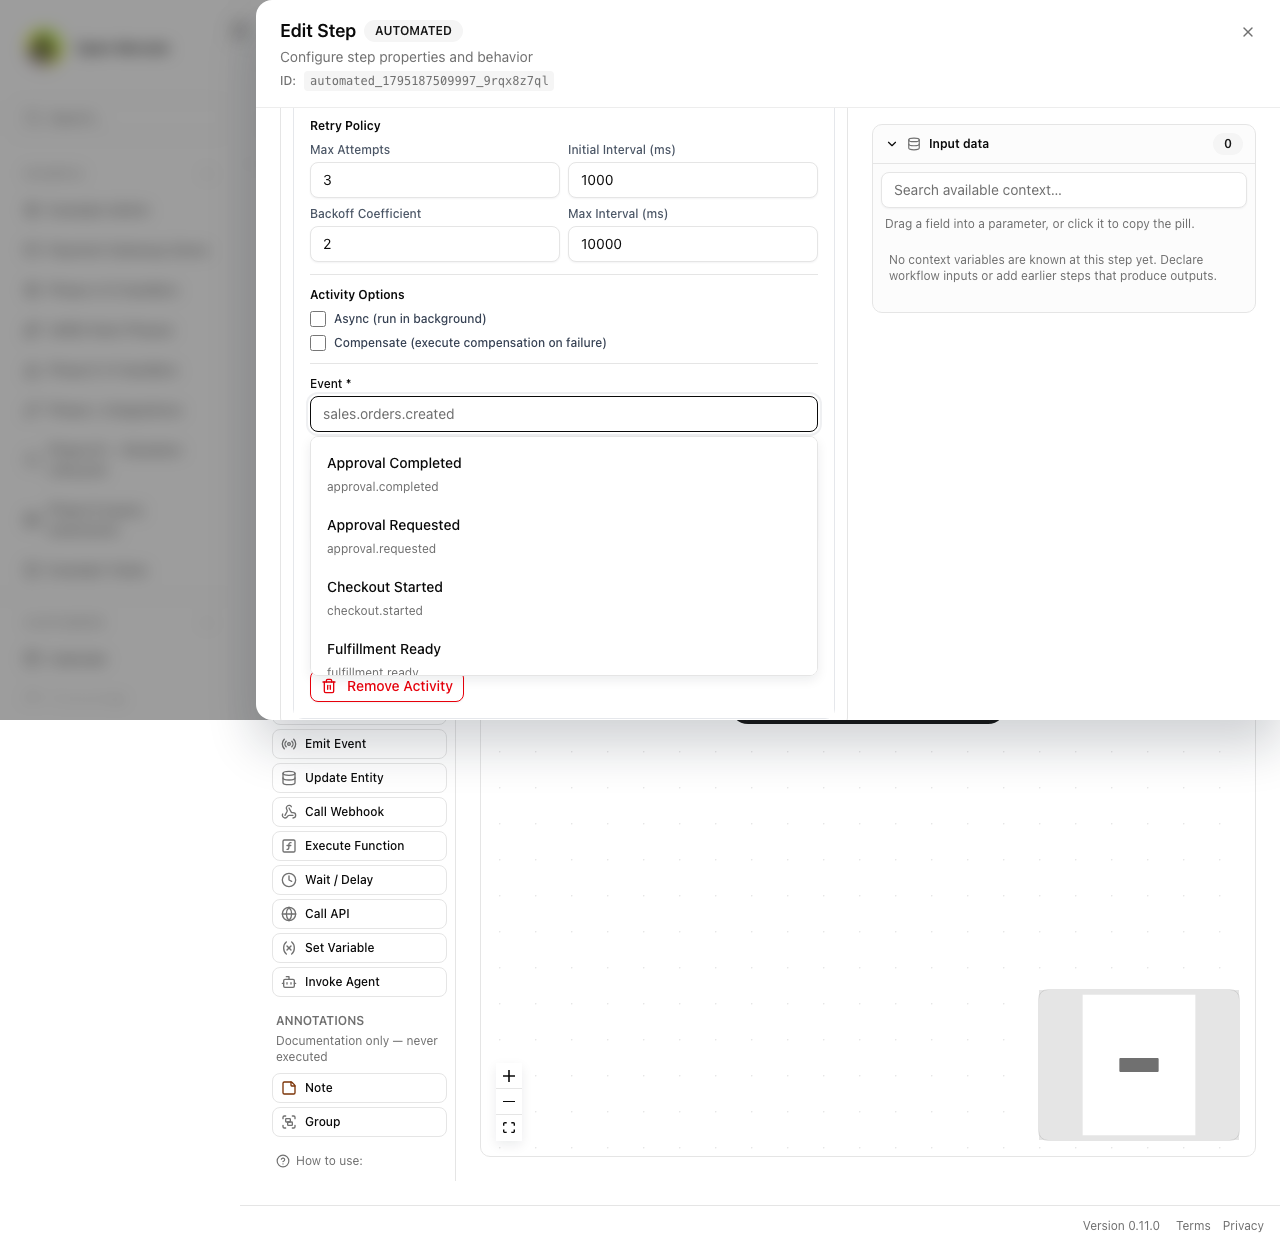 Edit Step AUTOMATED
Configure step properties and behavior
ID: automated_1795187509997_9rqx8z7ql
Retry Policy
Max Attempts
Initial Interval (ms)
3
1000
Backoff Coefficient
Max Interval (ms)
2
10000
Activity Options
Async (run in background)
Compensate (execute compensation on failure)
Event *
sales.orders.created
Approval Completed
approval.completed
Approval Requested
approval.requested
Checkout Started
checkout.started
Fulfillment Ready
fulfillment.ready
Remove Activity
Input data
0
Search available context...
Drag a field into a parameter, or click it to copy the pill.
No context variables are known at this step yet. Declare
workflow inputs or add earlier steps that produce outputs.
Emit Event
Update Entity
Call Webhook
Execute Function
Wait / Delay
Call API
Set Variable
Invoke Agent
ANNOTATIONS
Documentation only — never
executed
Note
Group
How to use:
Version 0.11.0
Terms
Privacy